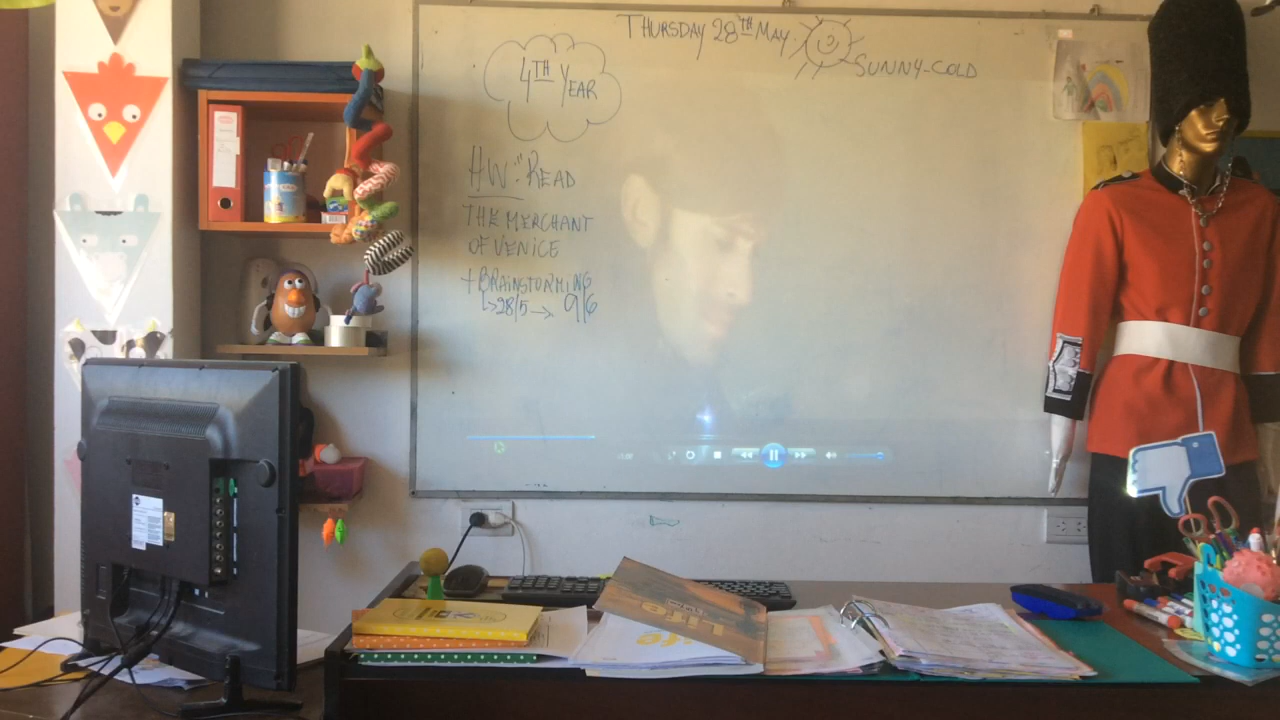 THURSDAY 28TH MAY
SUNNY-COLD
4TH YEAR
HW: READ
THE MERCHANT
OF VENICE
+BRAINSTORMING
↳28/5 → 9/6
Life
Life